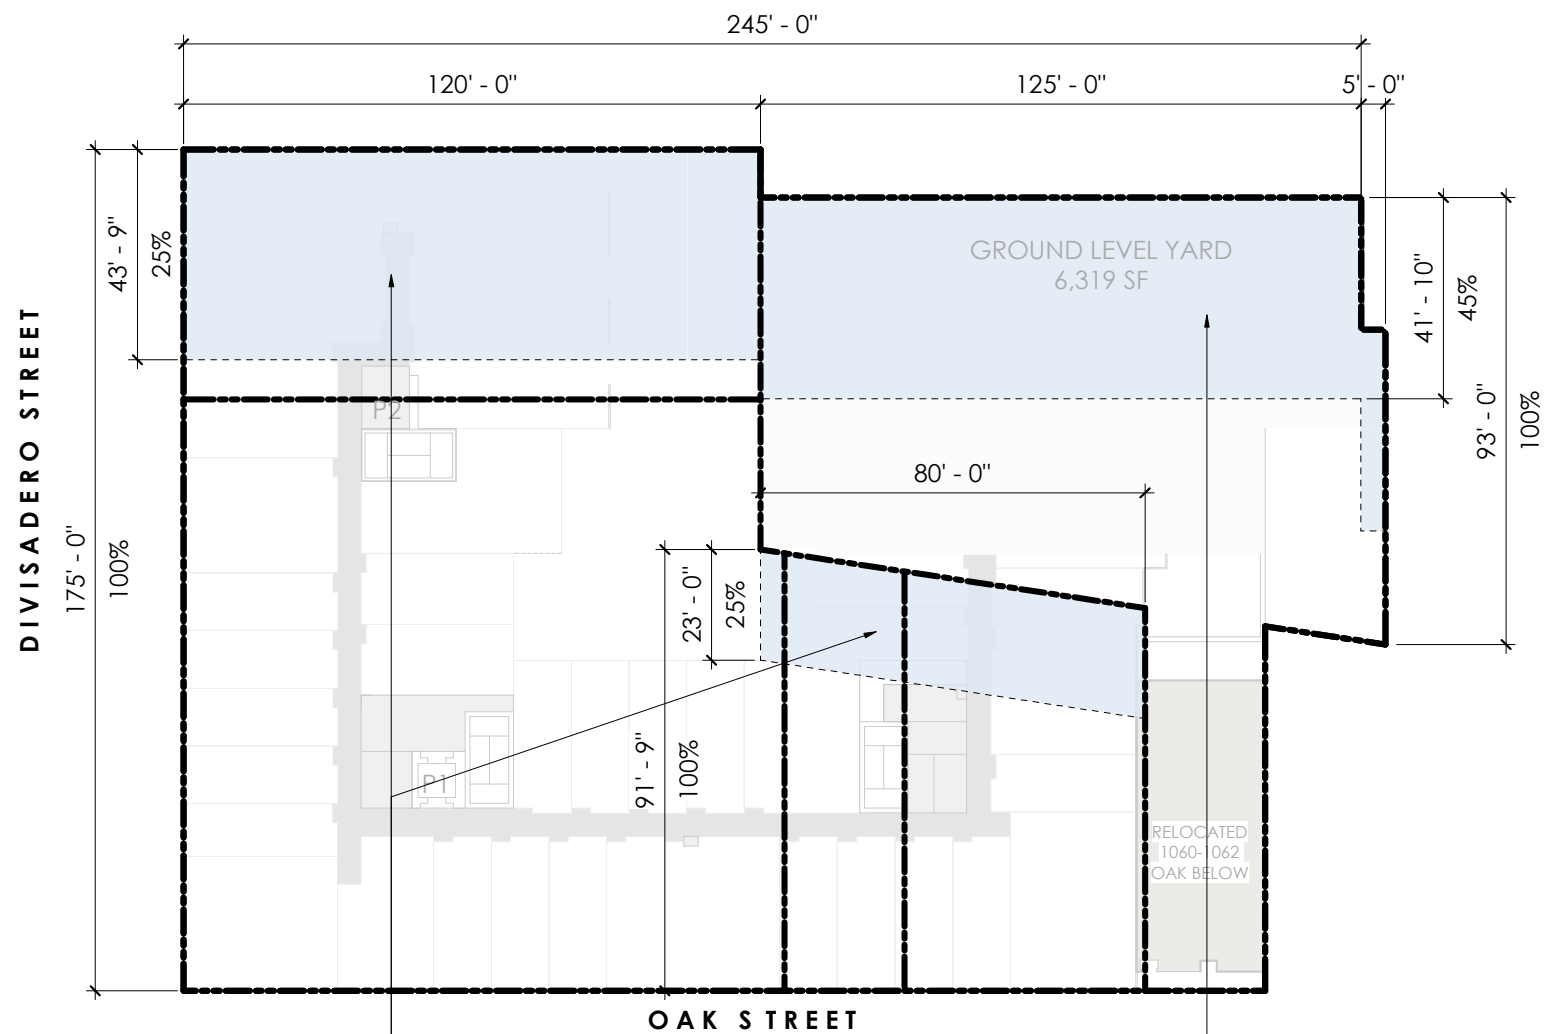 245' - 0"
120' - 0"
125' - 0"
5' - 0"
43' - 9"
25%
GROUND LEVEL YARD
6,319 SF
41' - 10"
45%
93' - 0"
100%
DIVISADERO STREET
175' - 0"
100%
P2
80' - 0"
23' - 0"
25%
91' - 9"
100%
P1
RELOCATED
1060-1062
OAK BELOW
OAK STREET